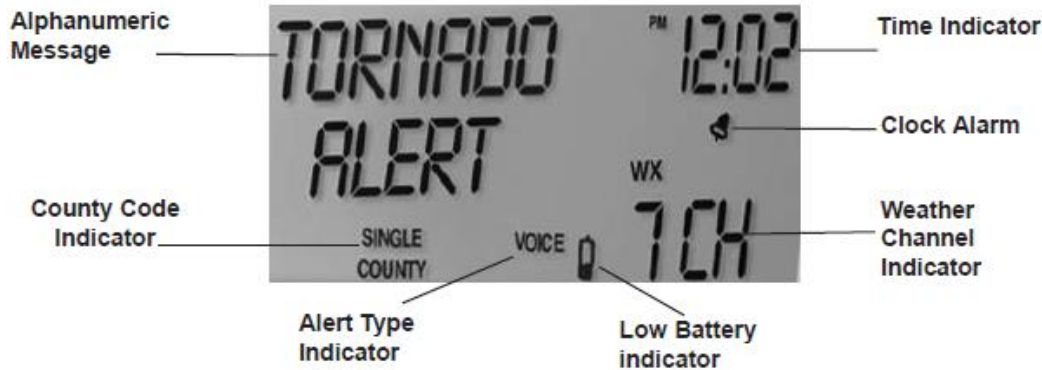 Alphanumeric
Message
TORNADO
PM 12:02
Time Indicator
ALERT
Clock Alarm
WX
County Code
Indicator
SINGLE
COUNTY
VOICE
7CH
Weather
Channel
Indicator
Alert Type
Indicator
Low Battery
indicator